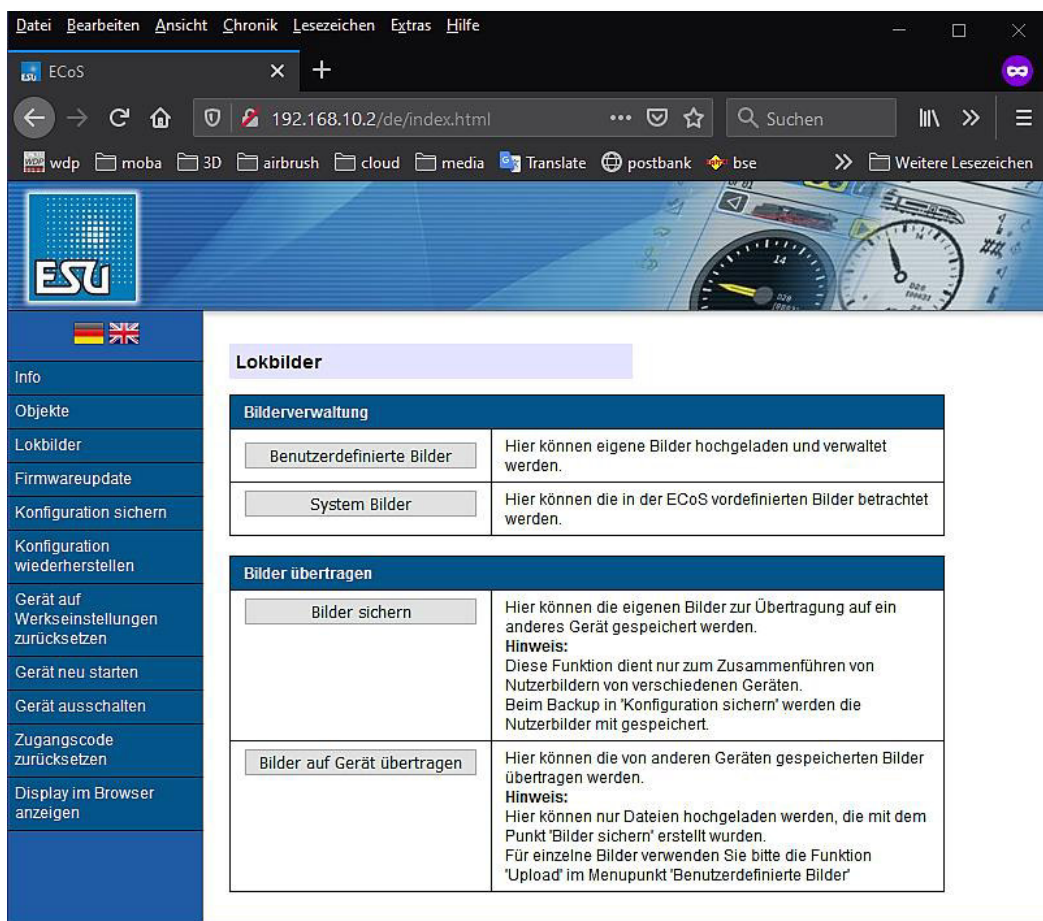 Datei Bearbeiten Ansicht Chronik Lesezeichen Extras Hilfe
ECoS
192.168.10.2/de/index.html
Suchen
wdp moba 3D airbrush cloud media Translate postbank bse Weitere Lesezeichen
ESU
Info
Objekte
Lokbilder
Firmwareupdate
Konfiguration sichern
Konfiguration
wiederherstellen
Gerät auf
Werkseinstellungen
zurücksetzen
Gerät neu starten
Gerät ausschalten
Zugangscode
zurücksetzen
Display im Browser
anzeigen
Lokbilder
Bilderverwaltung
Benutzerdefinierte Bilder
Hier können eigene Bilder hochgeladen und verwaltet
werden.
System Bilder
Hier können die in der ECoS vordefinierten Bilder betrachtet
werden.
Bilder übertragen
Bilder sichern
Hier können die eigenen Bilder zur Übertragung auf ein
anderes Gerät gespeichert werden.
Hinweis:
Diese Funktion dient nur zum Zusammenführen von
Nutzerbildern von verschiedenen Geräten.
Beim Backup in 'Konfiguration sichern' werden die
Nutzerbilder mit gespeichert.
Bilder auf Gerät übertragen
Hier können die von anderen Geräten gespeicherten Bilder
übertragen werden.
Hinweis:
Hier können nur Dateien hochgeladen werden, die mit dem
Punkt 'Bilder sichern' erstellt wurden.
Für einzelne Bilder verwenden Sie bitte die Funktion
'Upload' im Menupunkt 'Benutzerdefinierte Bilder'